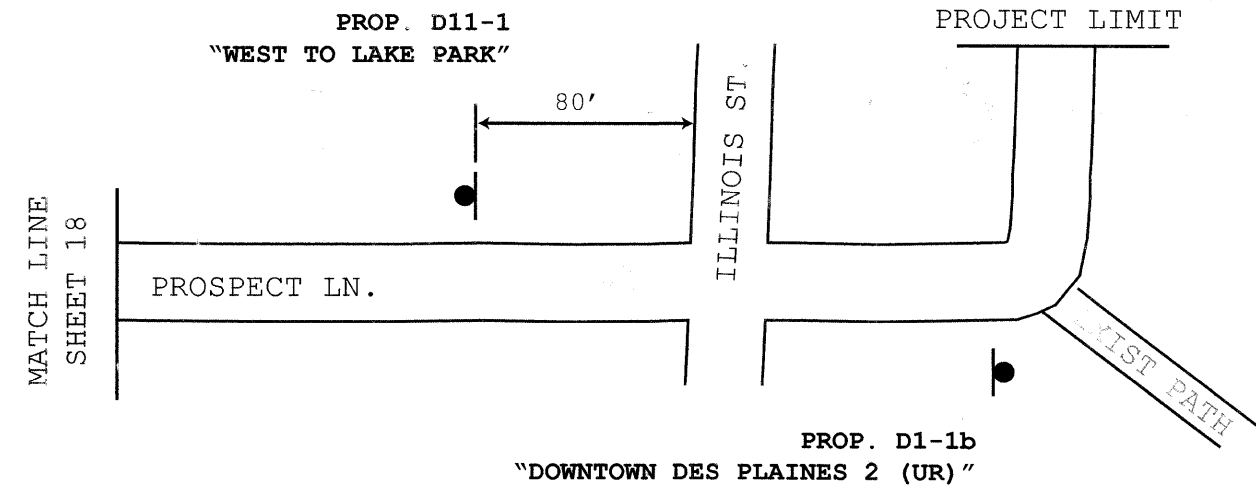 PROP. D11-1
"WEST TO LAKE PARK"
PROJECT LIMIT
80'
ILLINOIS ST.
MATCH LINE
SHEET 18
PROSPECT LN.
EXIST PATH
PROP. D1-1b
"DOWNTOWN DES PLAINES 2 (UR)"